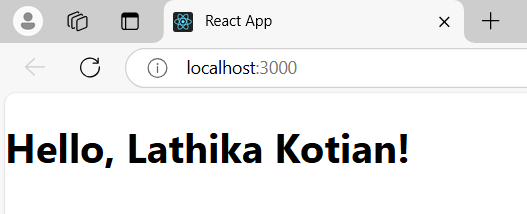 React App
localhost:3000
Hello, Lathika Kotian!